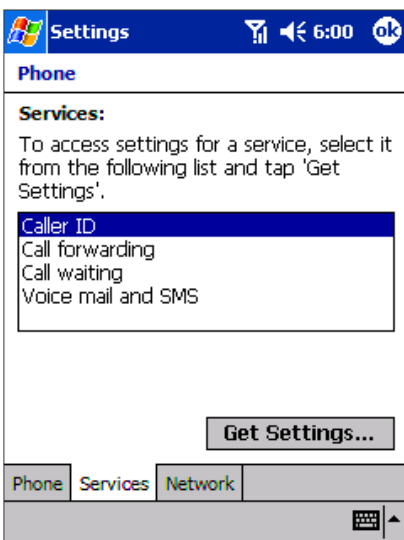 Settings 6:00 ok
Phone
Services:
To access settings for a service, select it
from the following list and tap 'Get
Settings'.
Caller ID
Call forwarding
Call waiting
Voice mail and SMS
Get Settings...
Phone Services Network